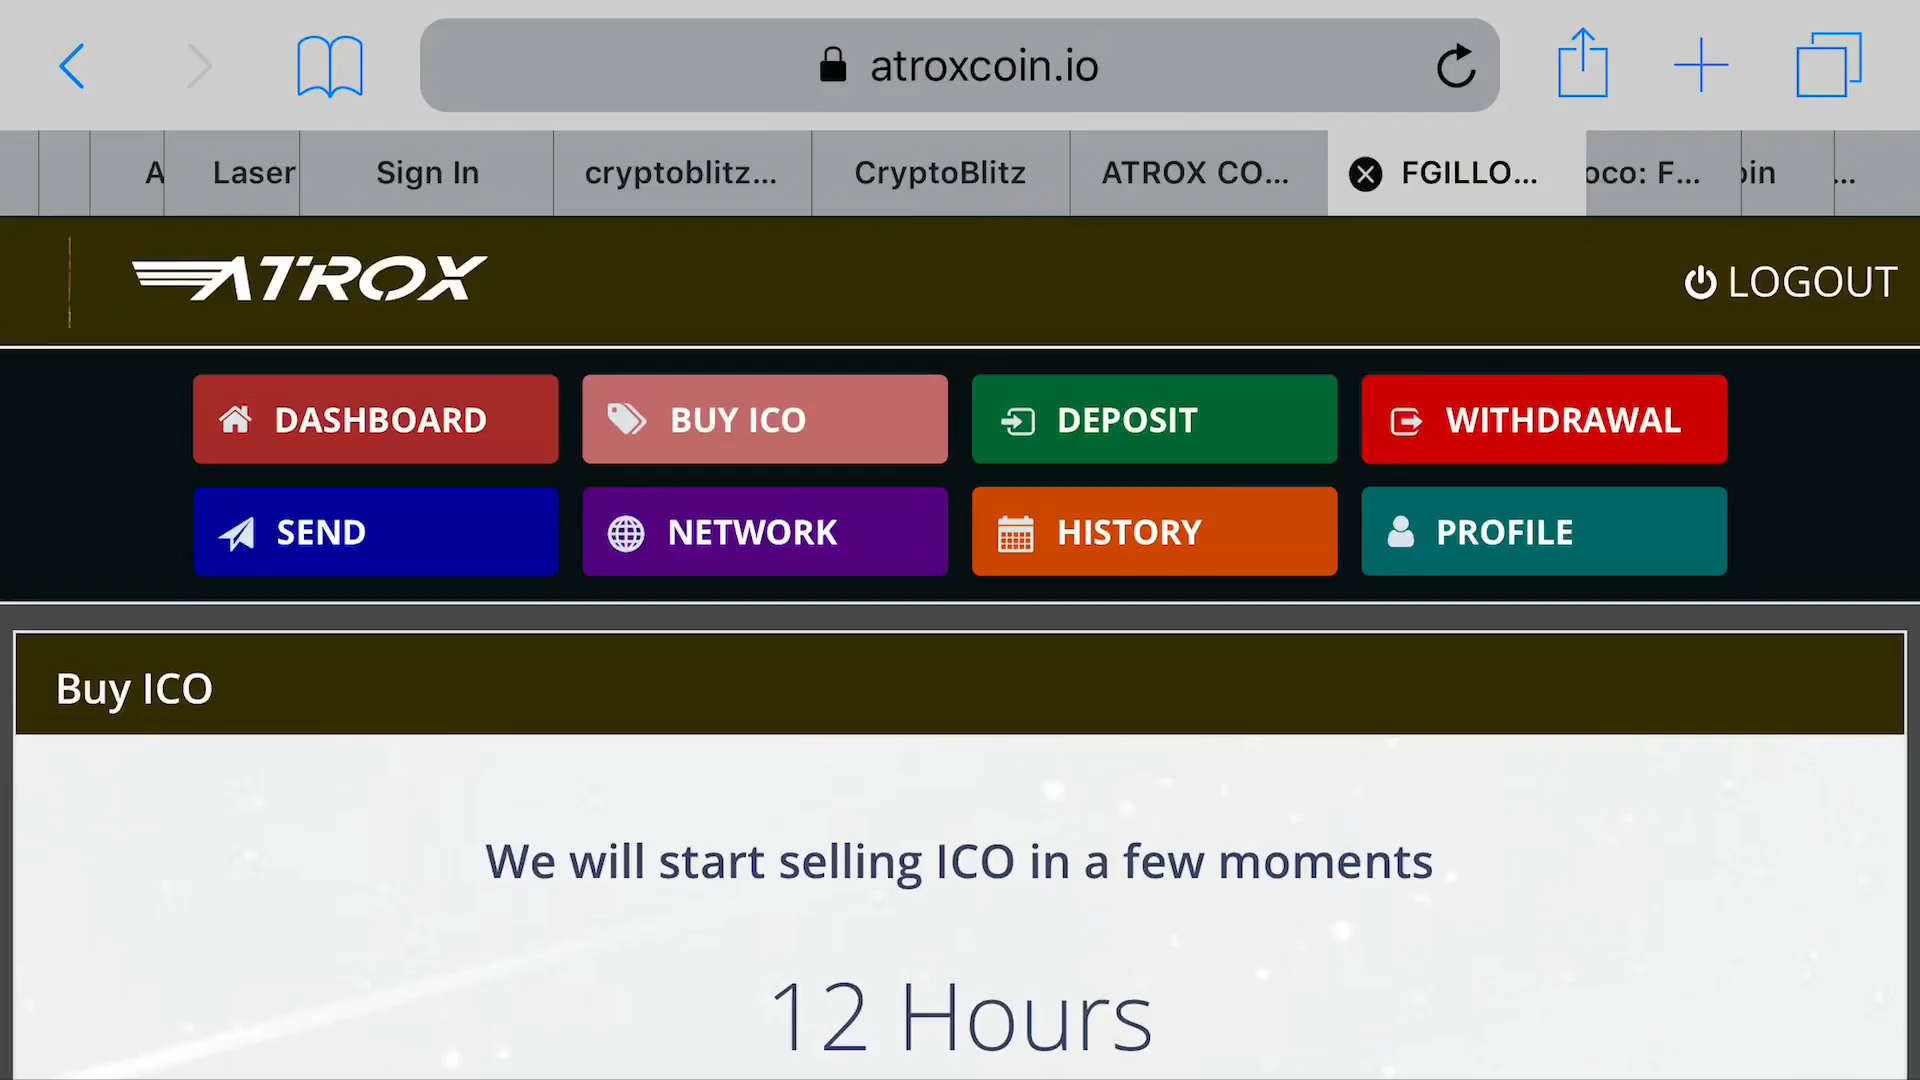 atroxcoin.io
A
Laser
Sign In
cryptoblitz...
CryptoBlitz
ATROX CO...
FGILLO...
oco: F...
oin
...
ATROX
LOGOUT
DASHBOARD
BUY ICO
DEPOSIT
WITHDRAWAL
SEND
NETWORK
HISTORY
PROFILE
Buy ICO
We will start selling ICO in a few moments
12 Hours